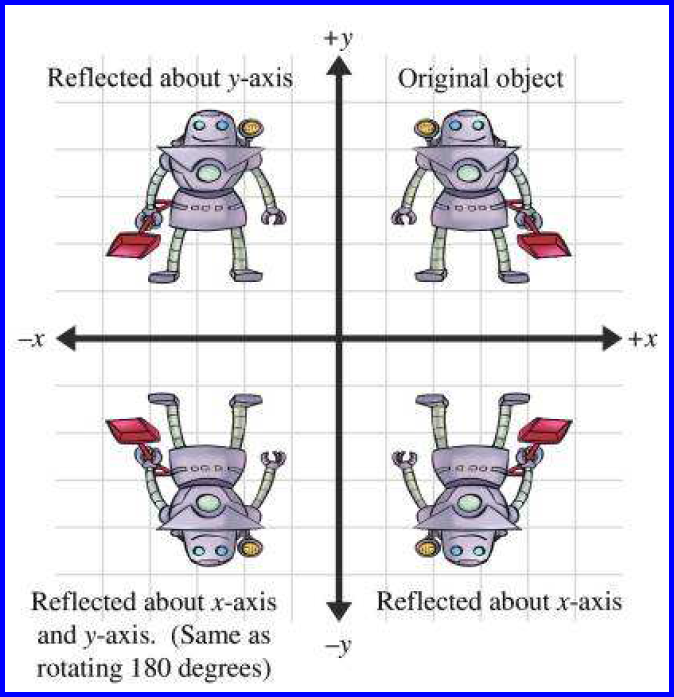 +y
Reflected about y-axis
Original object
–x
+x
Reflected about x-axis
and y-axis.  (Same as
rotating 180 degrees)
Reflected about x-axis
–y